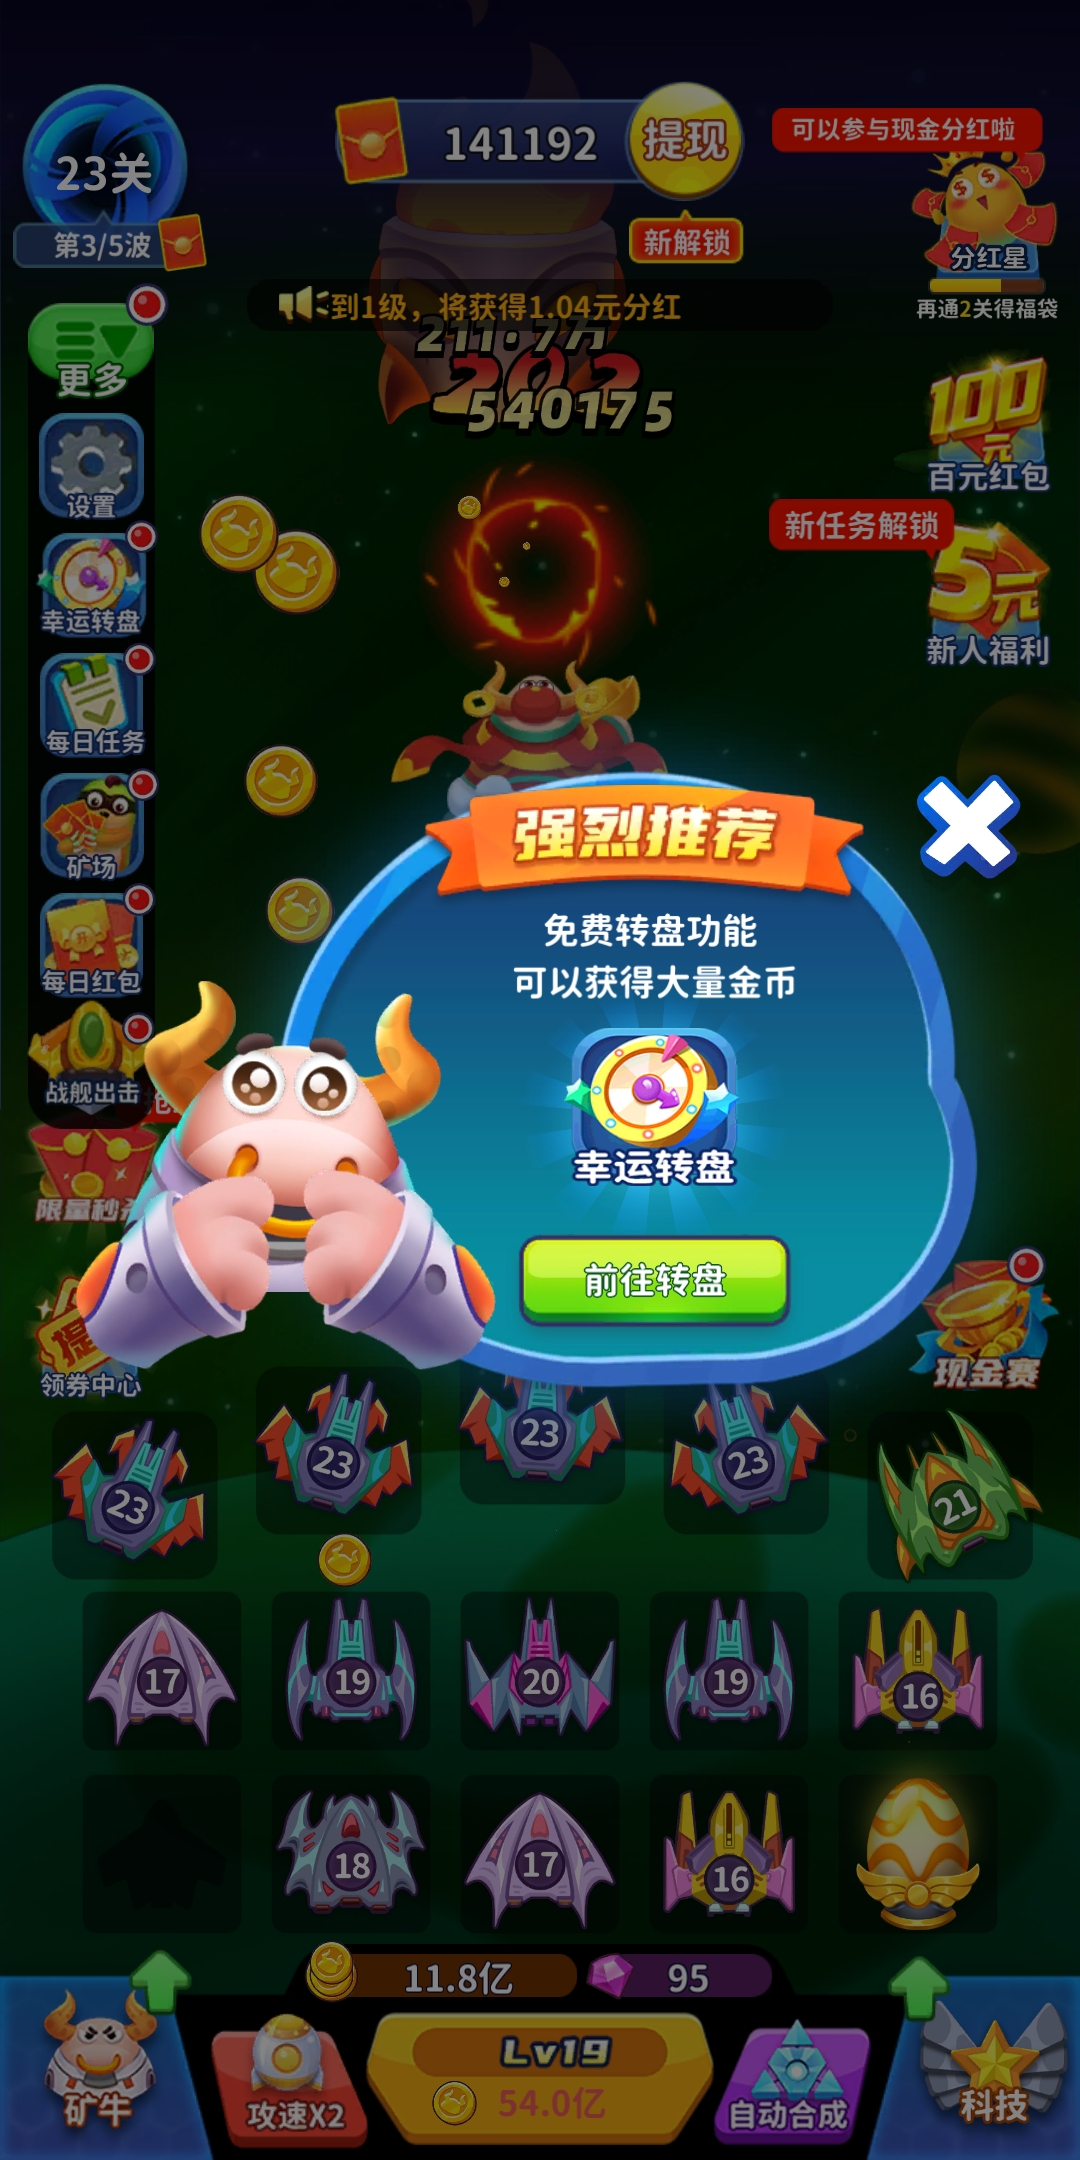 23关
第3/5波
141192
提现
新解锁
可以参与现金分红啦
分红星
再通2关得福袋
到1级，将获得1.04元分红
211.7万
202
540175
更多
设置
幸运转盘
每日任务
矿场
每日红包
战舰出击
限量秒杀
领券中心
100
元
百元红包
新任务解锁
5元
新人福利
强烈推荐
免费转盘功能
可以获得大量金币
幸运转盘
前往转盘
现金赛
23
23
23
23
21
17
19
20
19
16
18
17
16
11.8亿
95
矿牛
攻速X2
Lv19
54.0亿
自动合成
科技